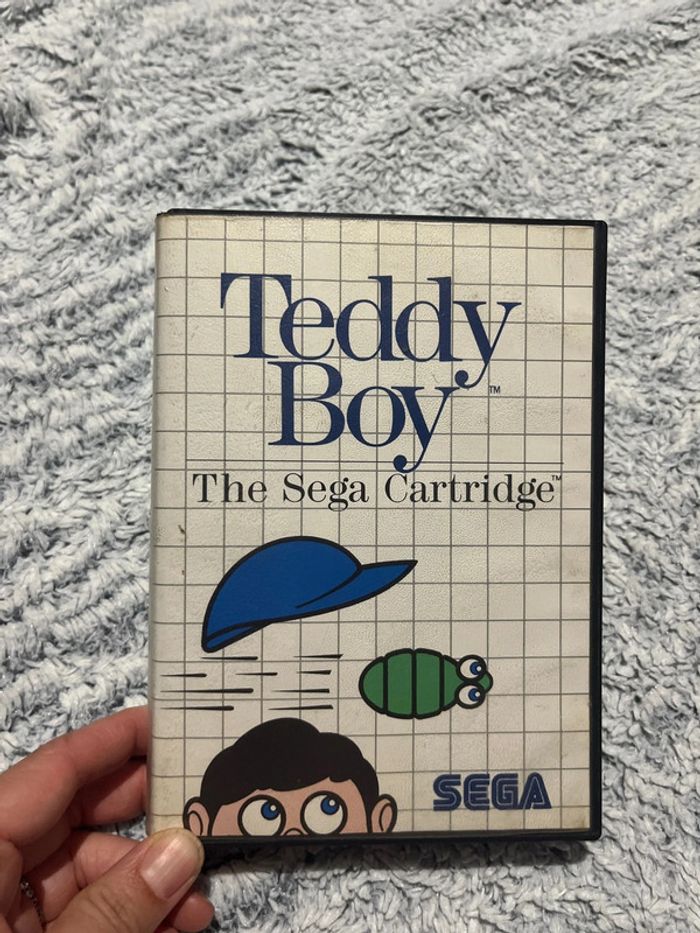 Teddy
Boy™
The Sega Cartridge™
SEGA